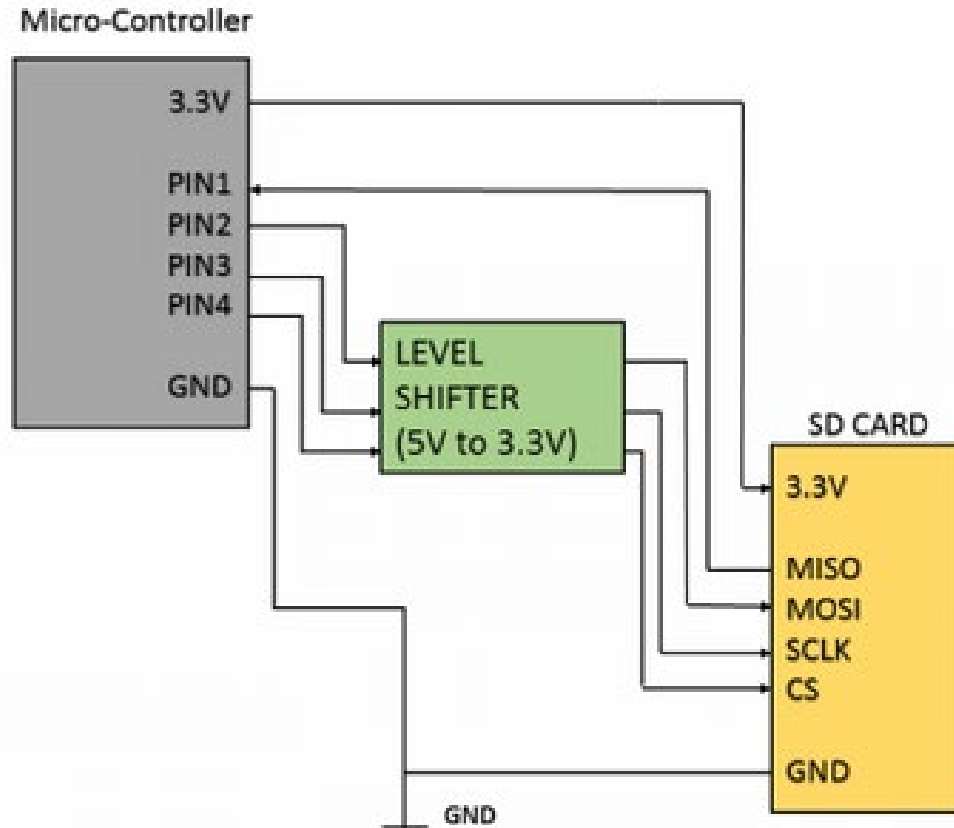 Micro-Controller
3.3V
PIN1
PIN2
PIN3
PIN4
GND
LEVEL
SHIFTER
(5V to 3.3V)
SD CARD
3.3V
MISO
MOSI
SCLK
CS
GND
GND